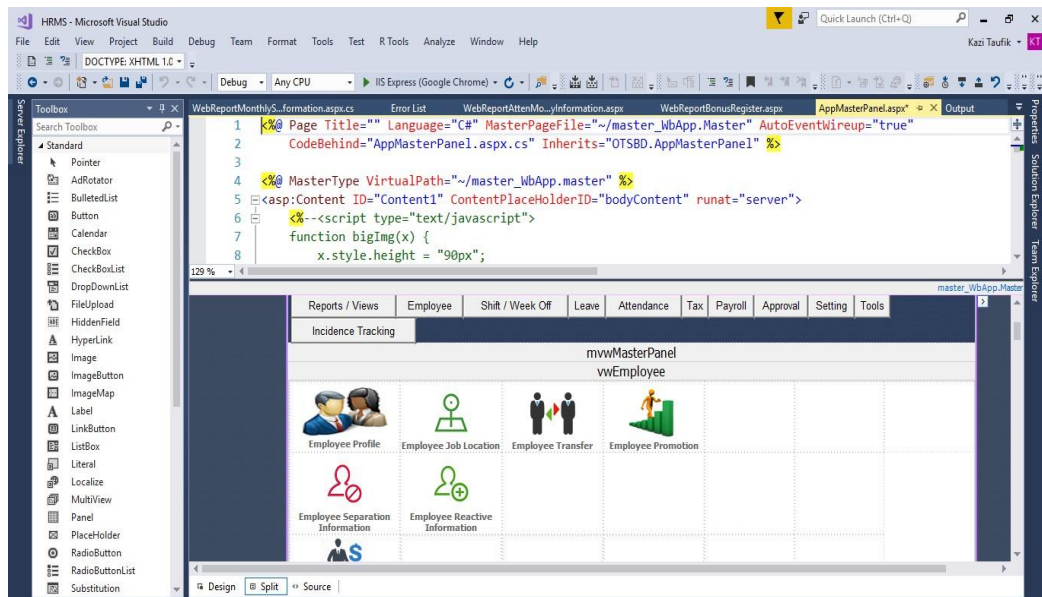 HRMS - Microsoft Visual Studio
Quick Launch (Ctrl+Q)
File Edit View Project Build Debug Team Format Tools Test R Tools Analyze Window Help
Kazi Taufik KT
DOCTYPE: XHTML 1.0
Debug Any CPU IIS Express (Google Chrome)
Server Explorer
Toolbox
Search Toolbox
Standard
Pointer
AdRotator
BulletedList
Button
Calendar
CheckBox
CheckBoxList
DropDownList
FileUpload
HiddenField
HyperLink
Image
ImageButton
ImageMap
Label
LinkButton
ListBox
Literal
Localize
MultiView
Panel
PlaceHolder
RadioButton
RadioButtonList
Substitution
WebReportMonthlyS...formation.aspx.cs Error List WebReportAttenMo...yInformation.aspx WebReportBonusRegister.aspx AppMasterPanel.aspx* Output
1 <%@ Page Title="" Language="C#" MasterPageFile="~/master_WbApp.Master" AutoEventWireup="true"
2 CodeBehind="AppMasterPanel.aspx.cs" Inherits="OTSBD.AppMasterPanel" %>
3
4 <%@ MasterType VirtualPath="~/master_WbApp.master" %>
5 <asp:Content ID="Content1" ContentPlaceHolderID="bodyContent" runat="server">
6 <%--<script type="text/javascript">
7 function bigImg(x) {
8 x.style.height = "90px";
129 %
master_WbApp.Master
Reports / Views Employee Shift / Week Off Leave Attendance Tax Payroll Approval Setting Tools
Incidence Tracking
mvwMasterPanel
vwEmployee
Employee Profile Employee Job Location Employee Transfer Employee Promotion
Employee Separation Information
Employee Reactive Information
Design Split Source
Properties
Solution Explorer
Team Explorer